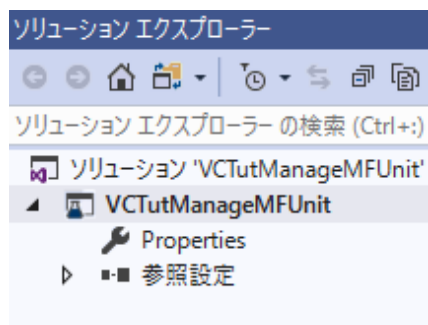 ソリューション エクスプローラー
ソリューション エクスプローラー の検索 (Ctrl+:)
ソリューション 'VCTutManageMFUnit'
VCTutManageMFUnit
Properties
参照設定